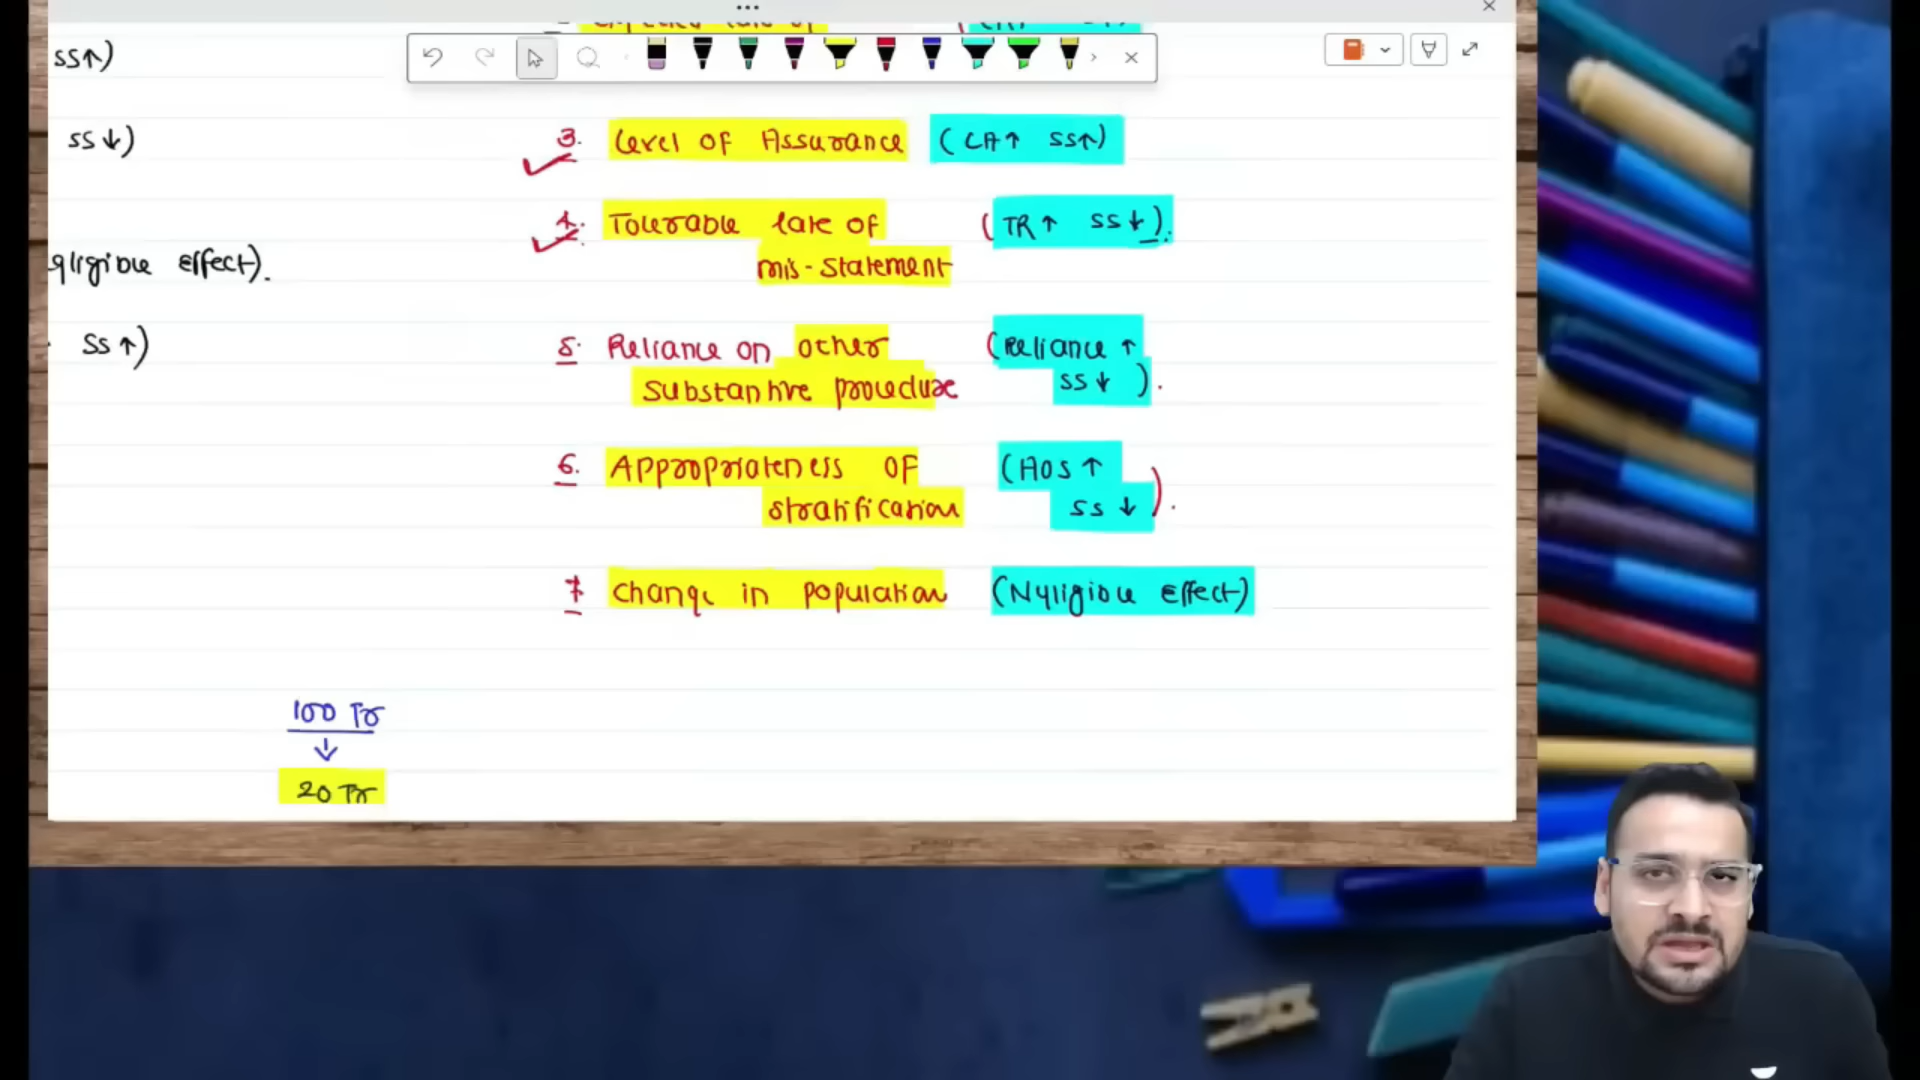 SS↑)
SS↓)
effect).
SS↑)
3. Level of Assurance (LA↑ SS↑)
4. Tolerable rate of (TR↑ SS↓).
mis-statement
5. Reliance on other (Reliance ↑
substantive procedure SS↓).
6. Appropriateness of (AOS↑
stratification SS↓).
7 Change in population (Negligible Effect)
100 Tr
↓
20 Tr